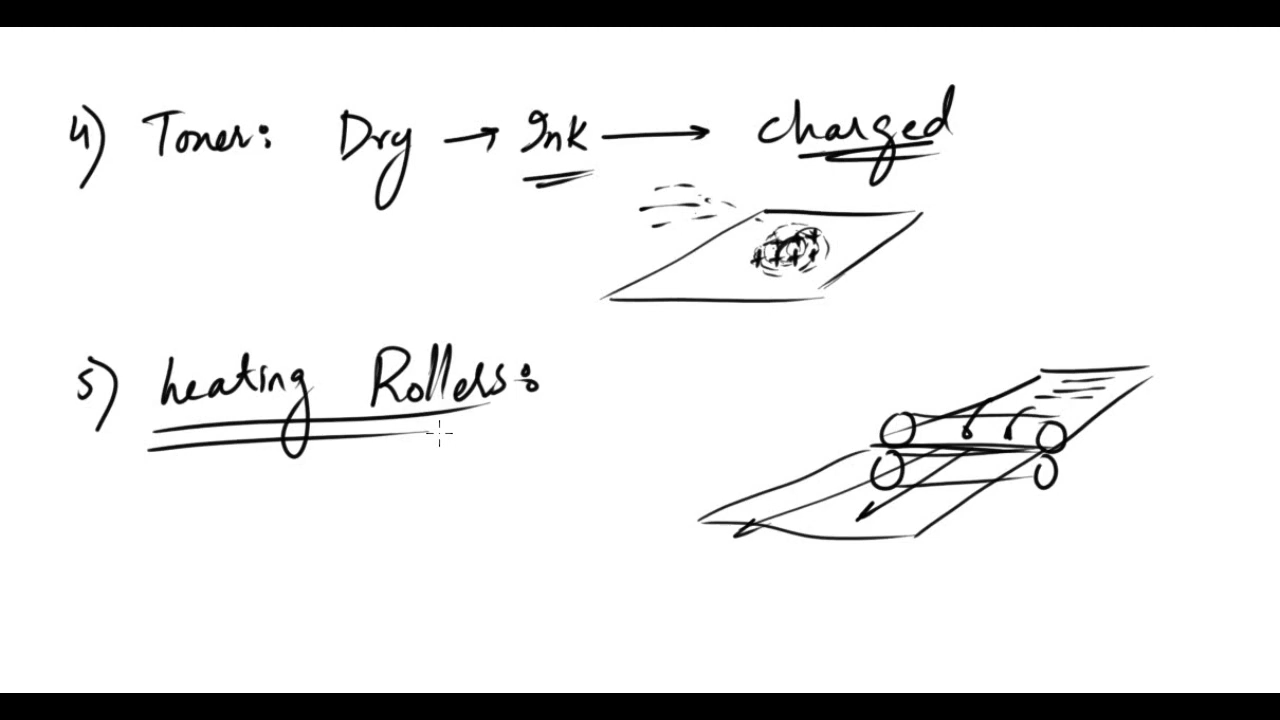 4) Toner: Dry → Ink → charged
++++++
5) heating Rollers: